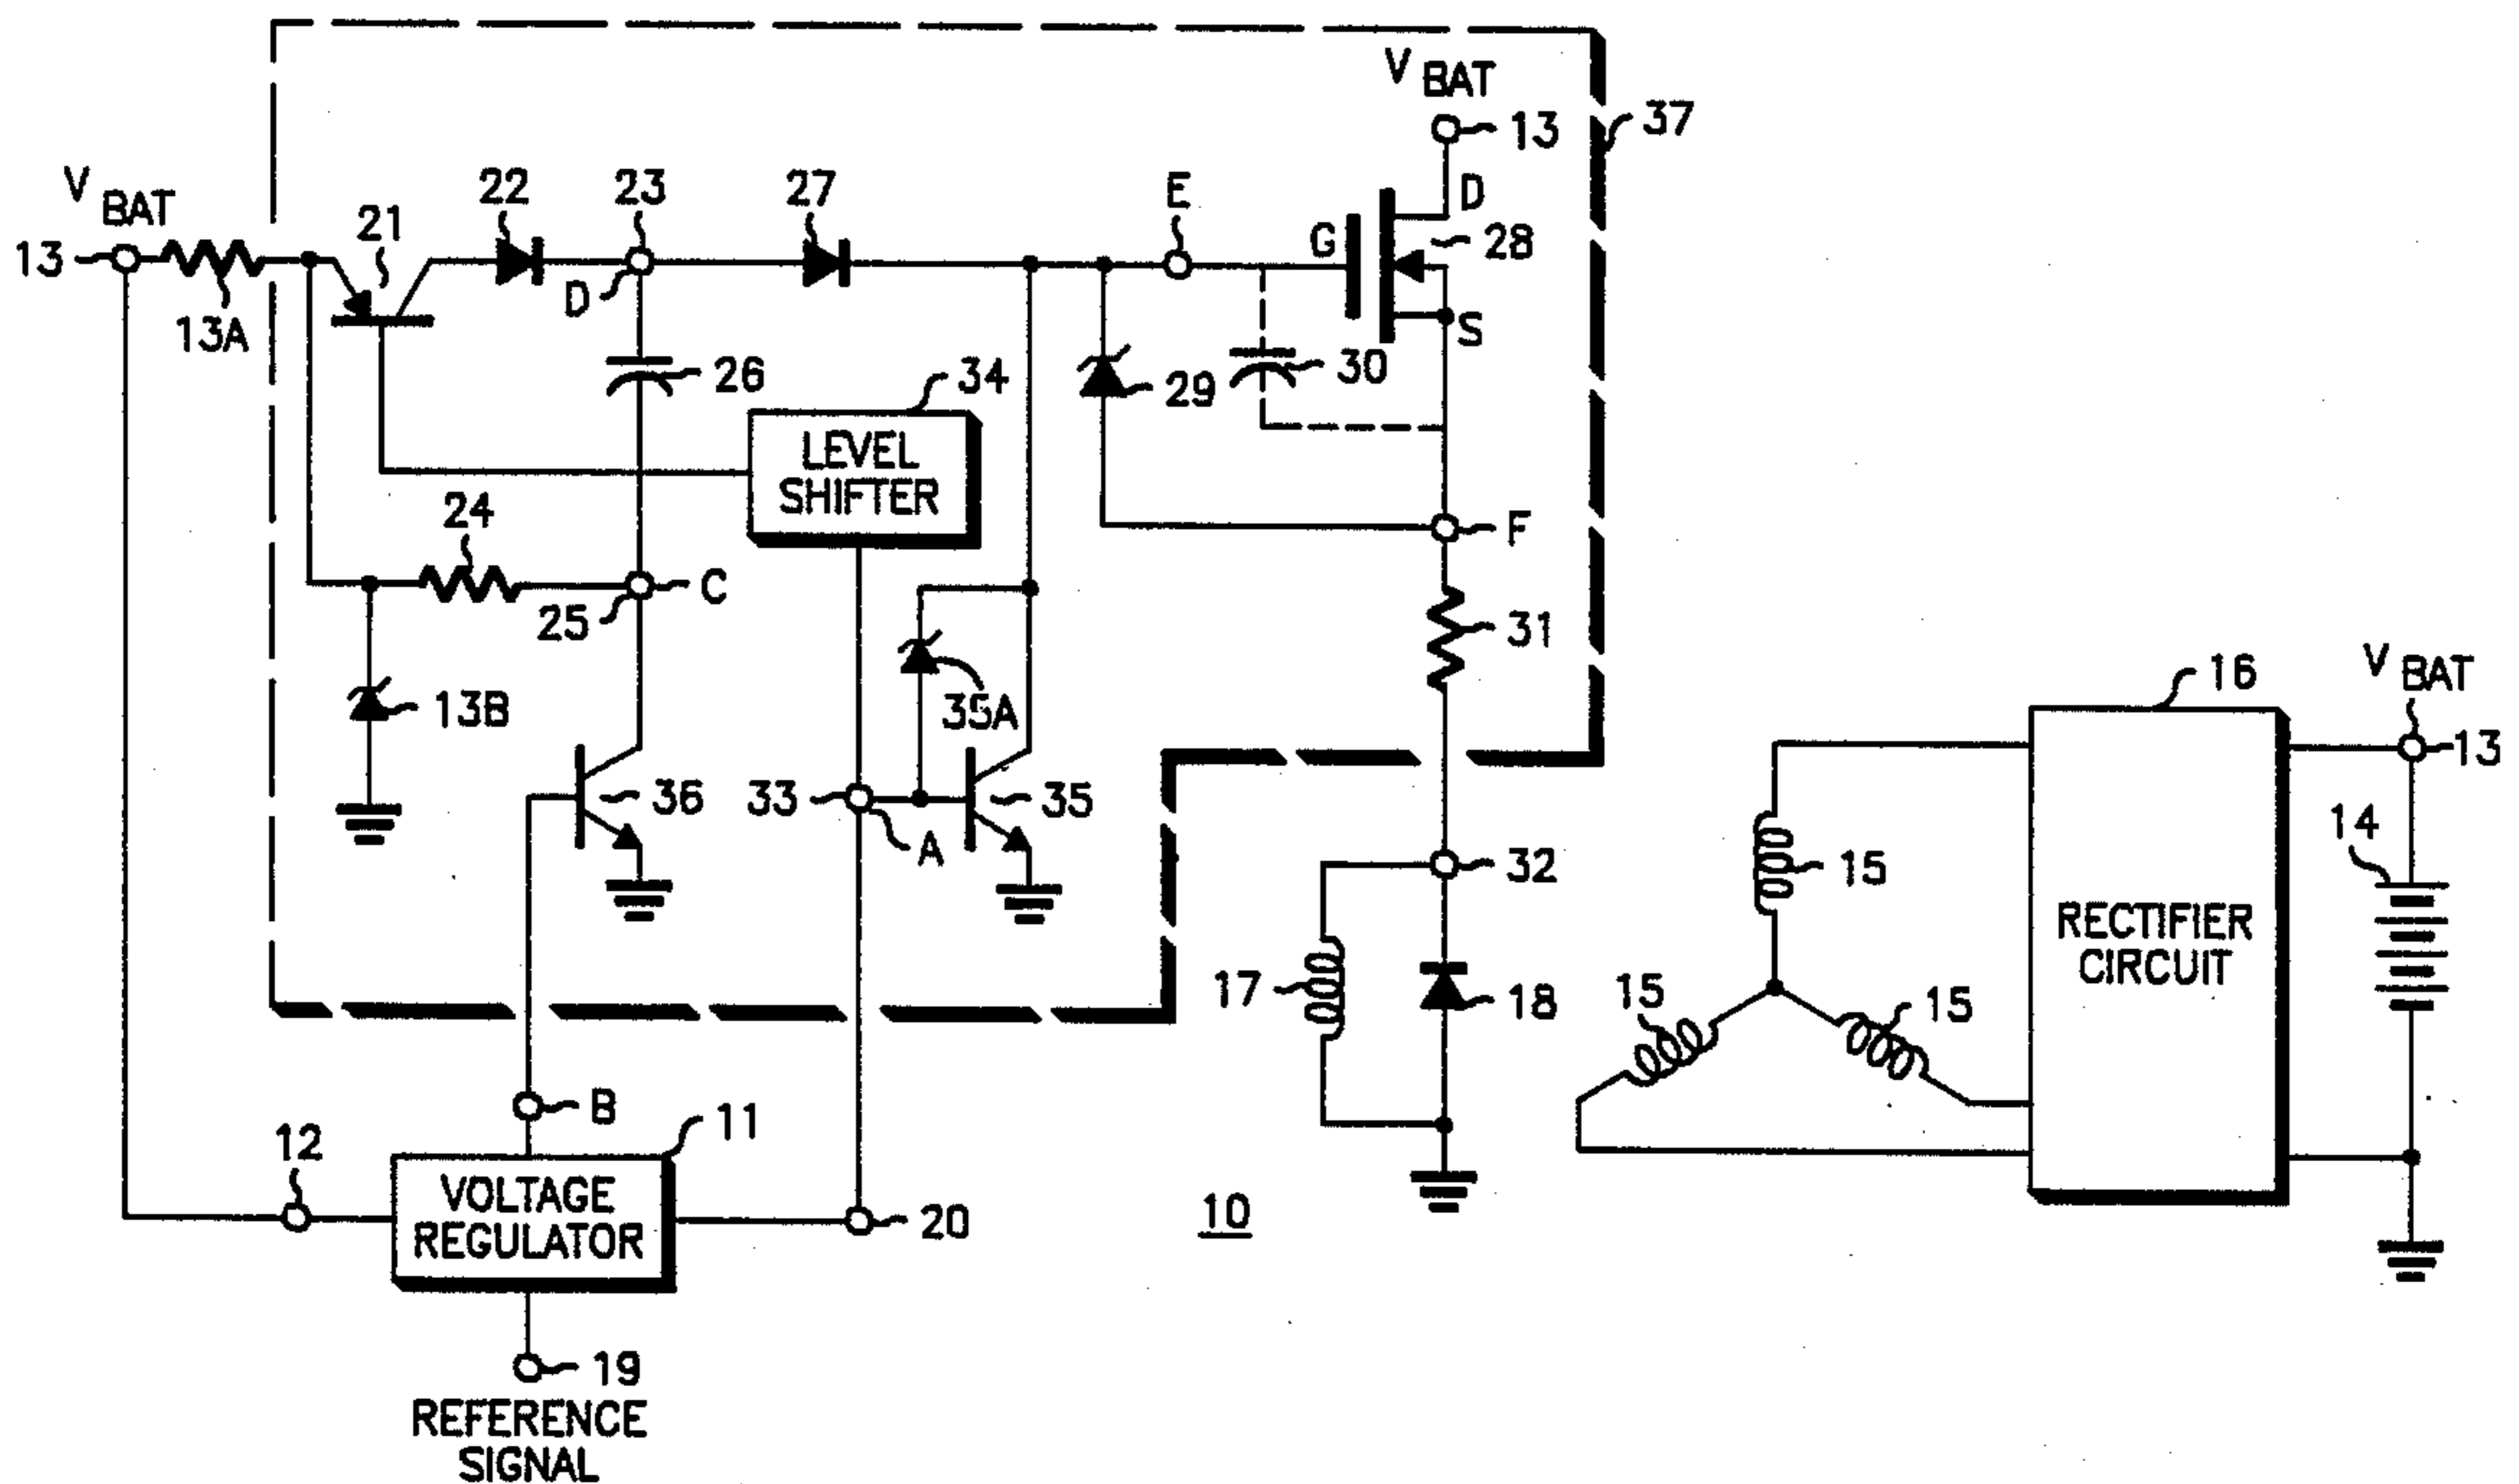 V BAT
13
37
D
22
23
27
E
V BAT
21
G
28
13
D
13A
S
26
34
29
30
LEVEL
SHIFTER
24
F
C
25
31
V BAT
16
13B
35A
13
36
33
35
14
A
32
15
RECTIFIER
CIRCUIT
17
18
15
15
B
11
12
VOLTAGE
REGULATOR
20
10
19
REFERENCE
SIGNAL